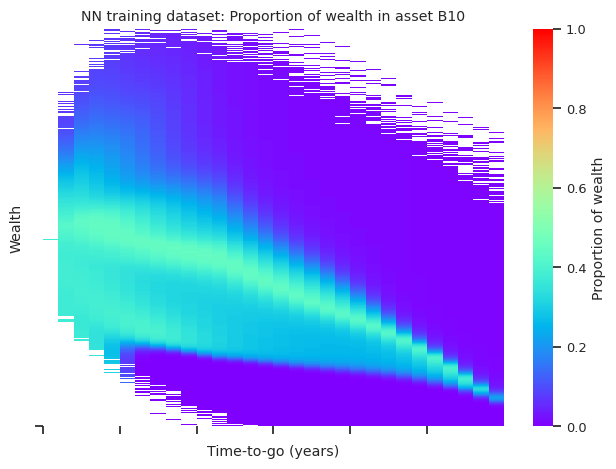 NN training dataset: Proportion of wealth in asset B10
Wealth
Time-to-go (years)
1.0
0.8
0.6
0.4
0.2
0.0
Proportion of wealth